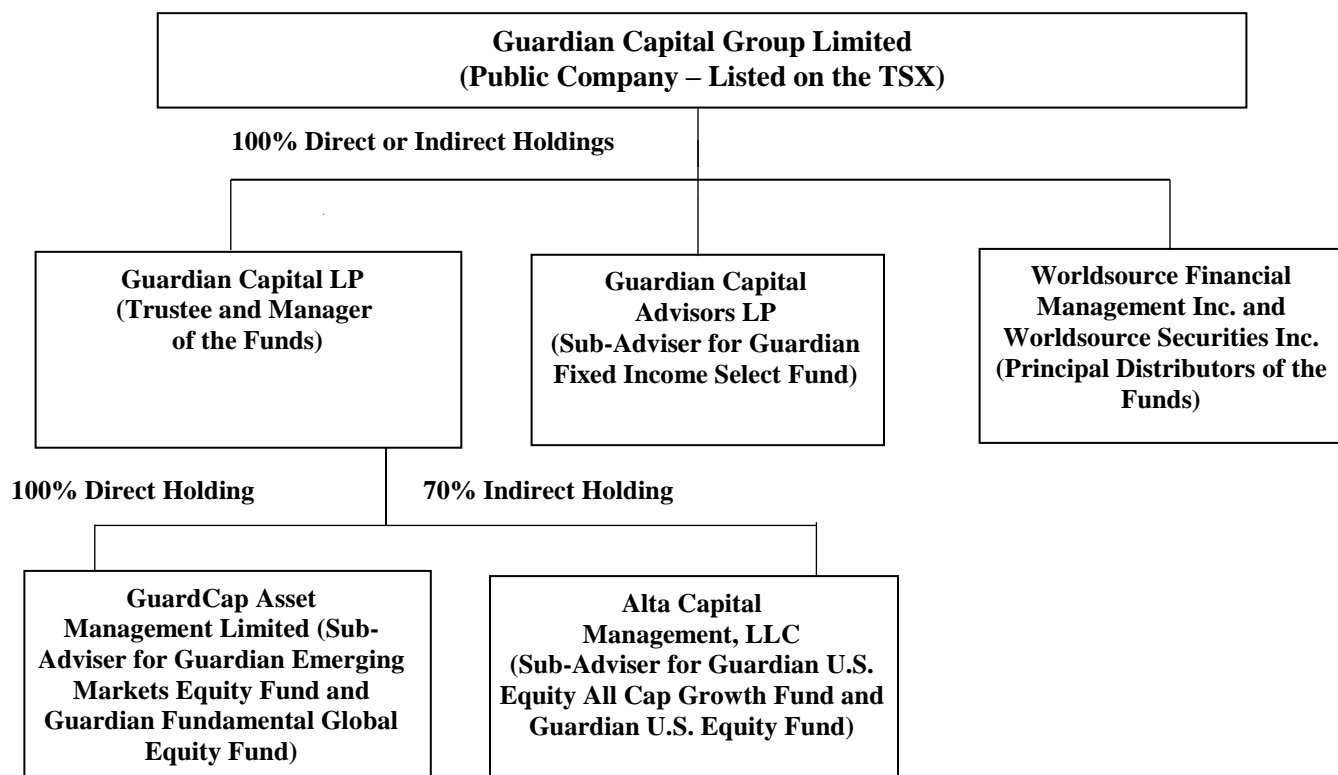 Guardian Capital Group Limited
(Public Company – Listed on the TSX)
100% Direct or Indirect Holdings
Guardian Capital LP
(Trustee and Manager
of the Funds)
Guardian Capital
Advisors LP
(Sub-Adviser for Guardian
Fixed Income Select Fund)
Worldsource Financial
Management Inc. and
Worldsource Securities Inc.
(Principal Distributors of the
Funds)
100% Direct Holding
70% Indirect Holding
GuardCap Asset
Management Limited (Sub-
Adviser for Guardian Emerging
Markets Equity Fund and
Guardian Fundamental Global
Equity Fund)
Alta Capital
Management, LLC
(Sub-Adviser for Guardian U.S.
Equity All Cap Growth Fund and
Guardian U.S. Equity Fund)